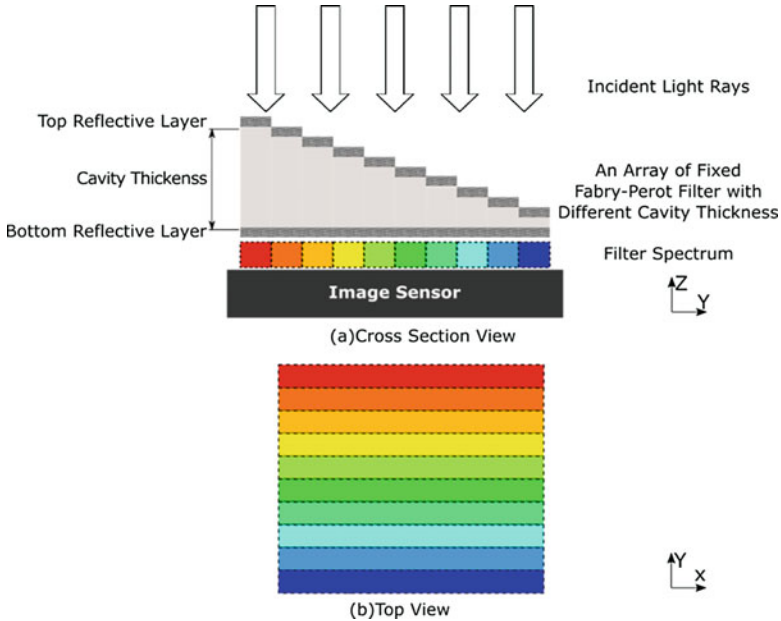 Incident Light Rays
Top Reflective Layer
Cavity Thickenss
An Array of Fixed
Fabry-Perot Filter with
Different Cavity Thickness
Bottom Reflective Layer
Filter Spectrum
Image Sensor
Z
Y
(a)Cross Section View
Y
x
(b)Top View